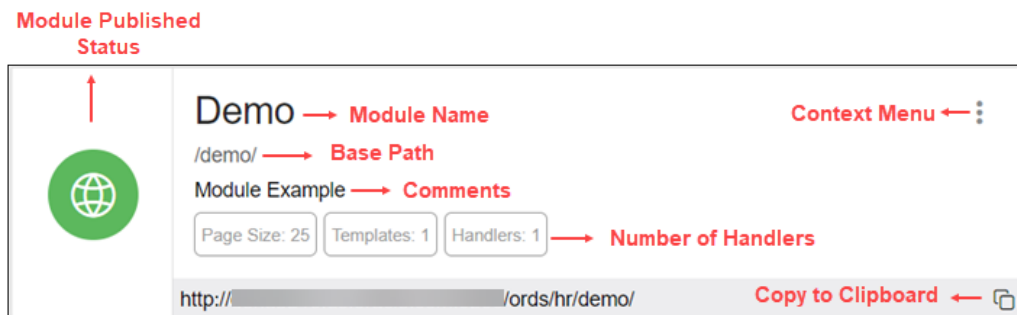 Module Published
Status
Demo Module Name Context Menu
/demo/ Base Path
Module Example Comments
Page Size: 25 Templates: 1 Handlers: 1 Number of Handlers
http:// /ords/hr/demo/ Copy to Clipboard